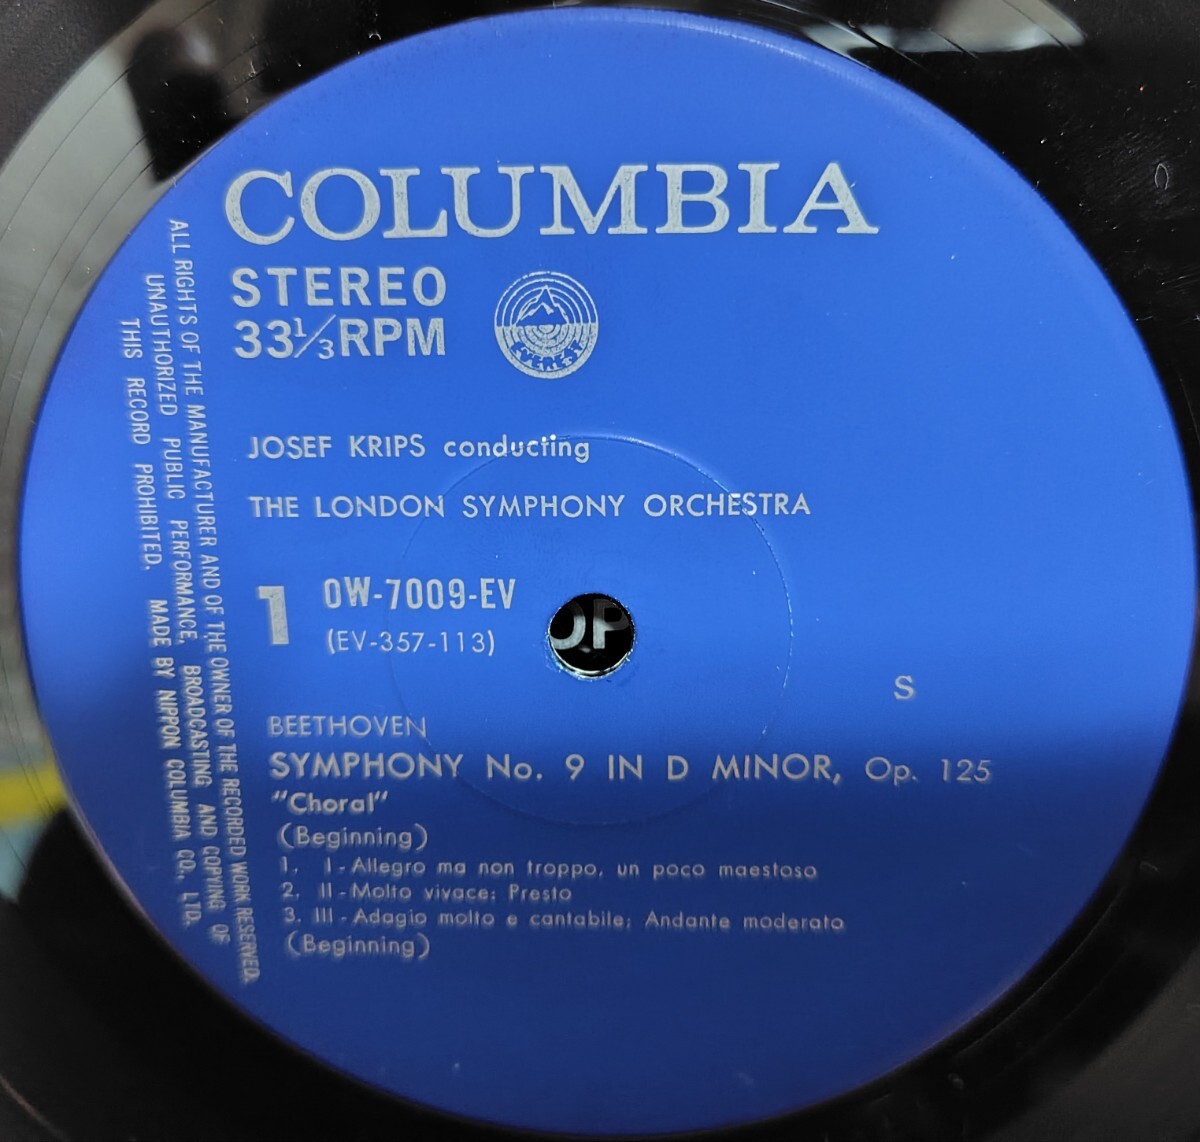 COLUMBIA
STEREO
33⅓ RPM
JOSEF KRIPS conducting
THE LONDON SYMPHONY ORCHESTRA
1
OW-7009-EV
(EV-357-113)
S
BEETHOVEN
SYMPHONY No. 9 IN D MINOR, Op. 125
"Choral"
(Beginning)
1. I-Allegro ma non troppo, un poco maestoso
2. II-Molto vivace: Presto
3. III-Adagio molto e cantabile; Andante moderato
(Beginning)
ALL RIGHTS OF THE MANUFACTURER AND OF THE OWNER OF THE RECORDED WORK RESERVED.
UNAUTHORIZED PUBLIC PERFORMANCE, BROADCASTING AND COPYING OF
THIS RECORD PROHIBITED. MADE BY NIPPON COLUMBIA CO., LTD.